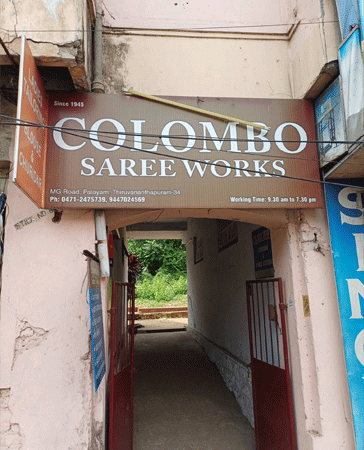 Since 1945
COLOMBO
SAREE WORKS
MG Road, Palayam, Thiruvananthapuram-34
Ph: 0471-2475739, 9447024569
Working Time: 9.30 am to 7.30 pm
&
CHURIDAR
S
I
N